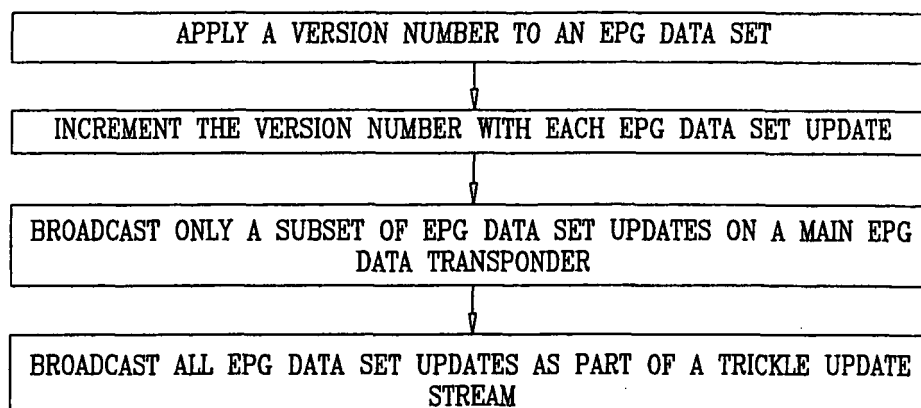 APPLY A VERSION NUMBER TO AN EPG DATA SET
INCREMENT THE VERSION NUMBER WITH EACH EPG DATA SET UPDATE
BROADCAST ONLY A SUBSET OF EPG DATA SET UPDATES ON A MAIN EPG
DATA TRANSPONDER
BROADCAST ALL EPG DATA SET UPDATES AS PART OF A TRICKLE UPDATE
STREAM